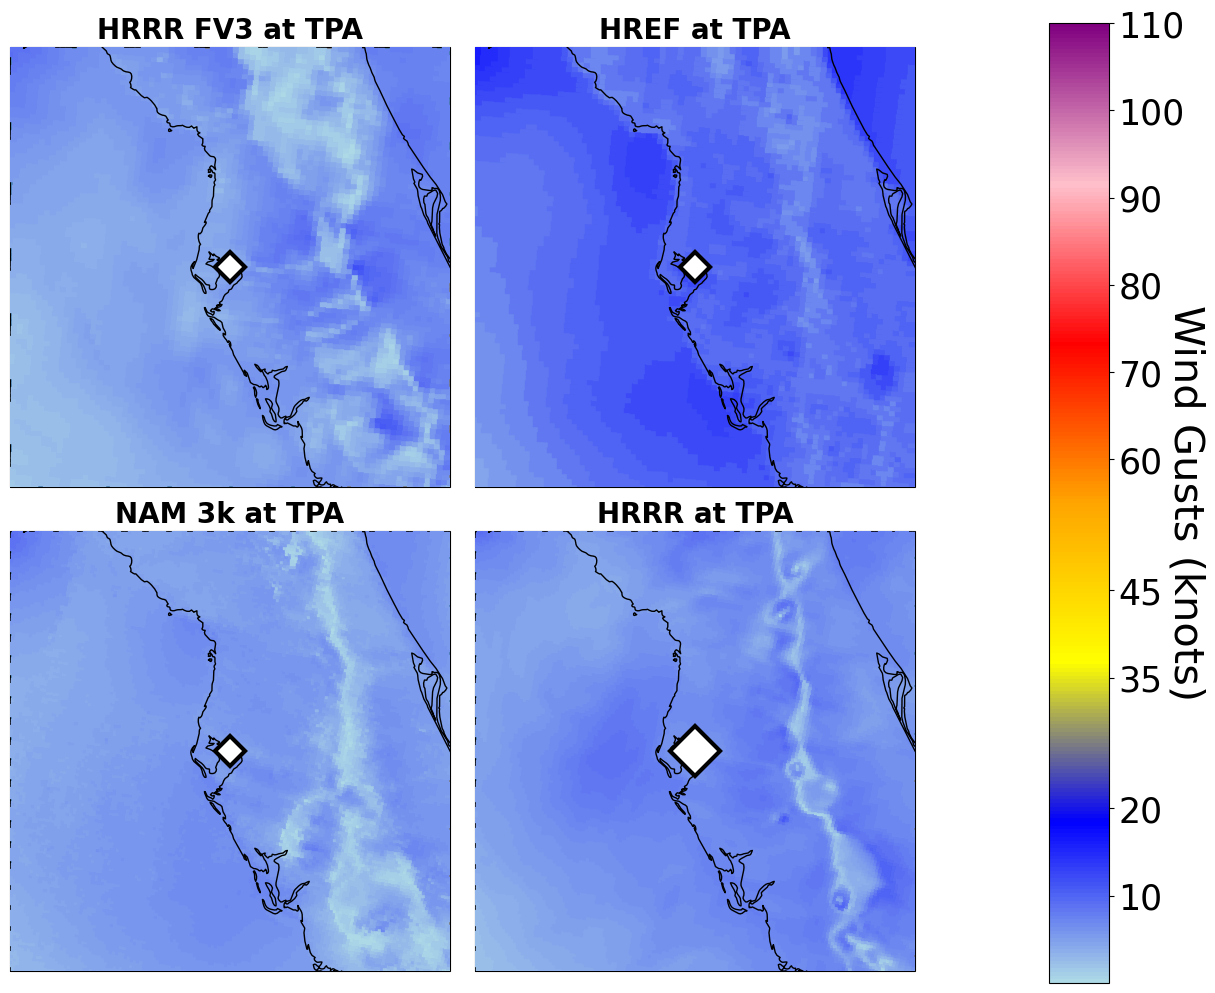 HRRR FV3 at TPA
HREF at TPA
NAM 3k at TPA
HRRR at TPA
110
100
90
80
70
60
45
35
20
10
Wind Gusts (knots)